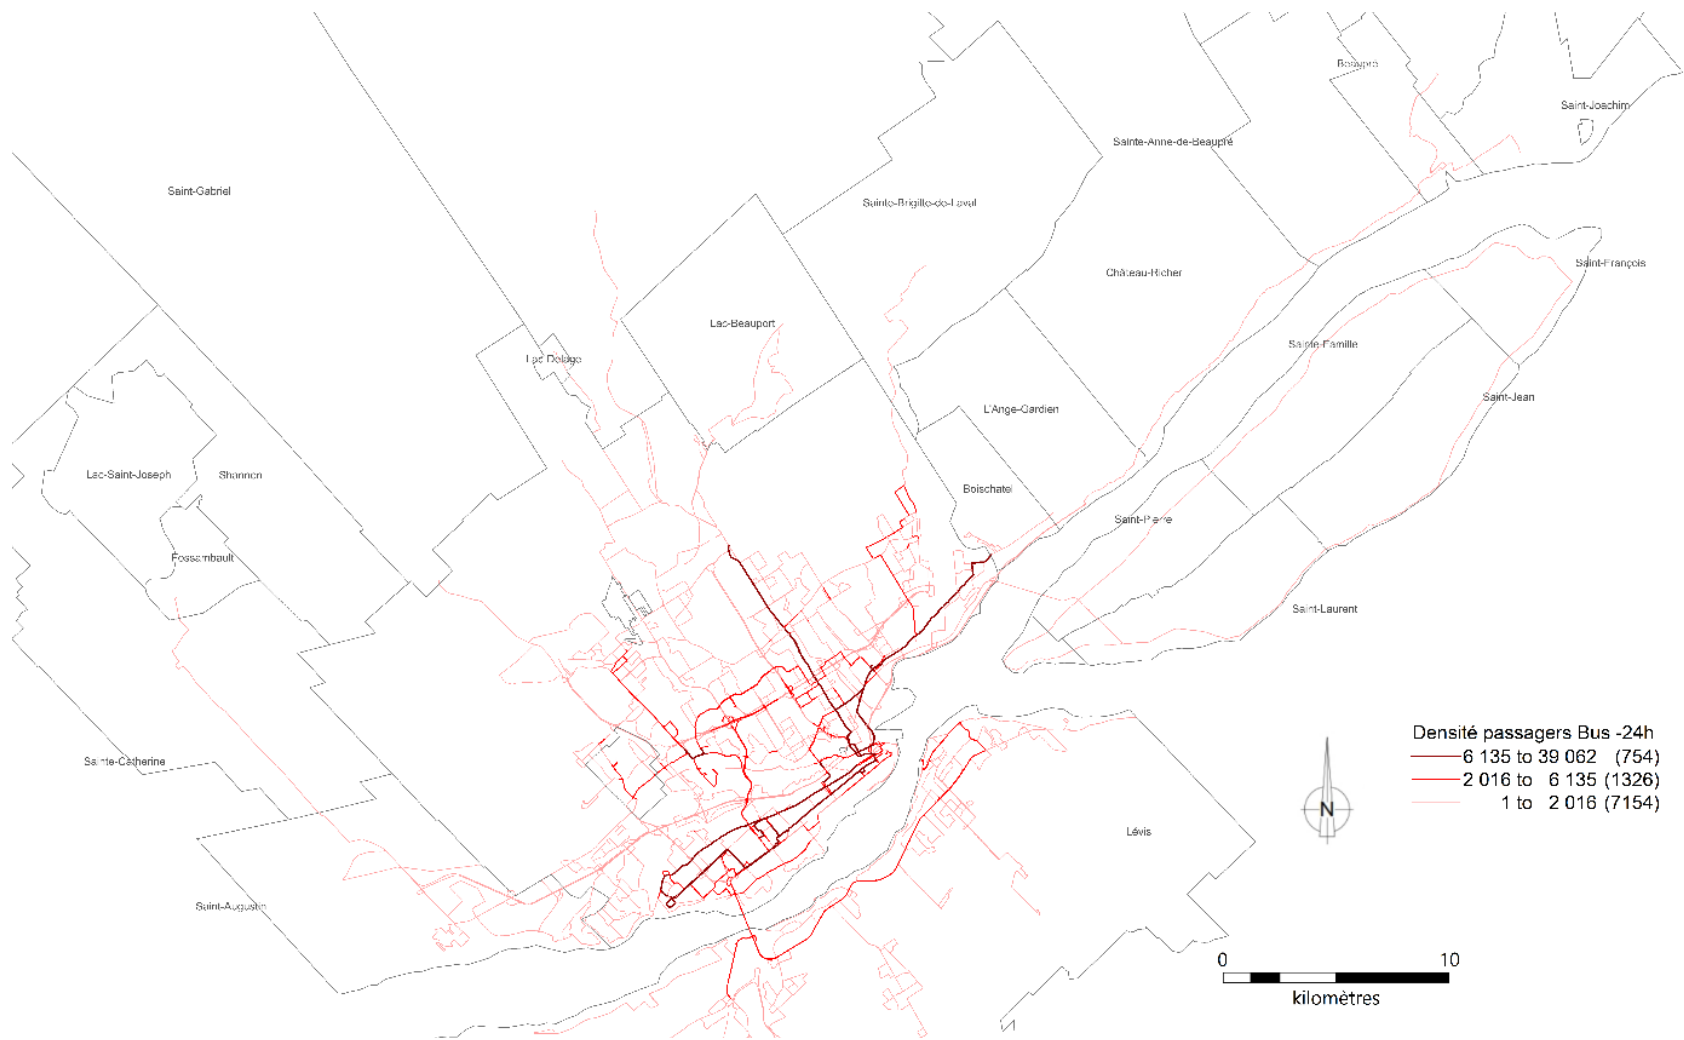 Beaupré
Saint-Joachim
Sainte-Anne-de-Beaupré
Saint-Gabriel
Sainte-Brigitte-de-Laval
Saint-François
Château-Richer
Lac-Beauport
Sainte-Famille
Lac Delage
Saint-Jean
L'Ange-Gardien
Lac-Saint-Joseph
Shannon
Boischatel
Saint-Pierre
Fossambault
Saint-Laurent
Sainte-Catherine
Lévis
Saint-Augustin
Densité passagers Bus -24h
6 135 to 39 062 (754)
2 016 to 6 135 (1326)
1 to 2 016 (7154)
N
0 10
kilomètres